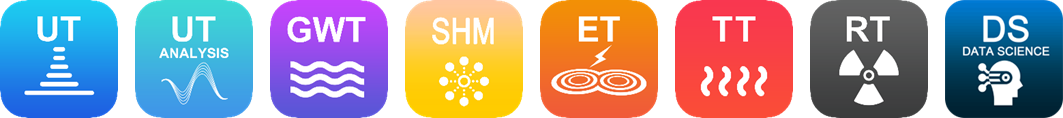 UT
UT
ANALYSIS
GWT
SHM
ET
TT
RT
DS
DATA SCIENCE